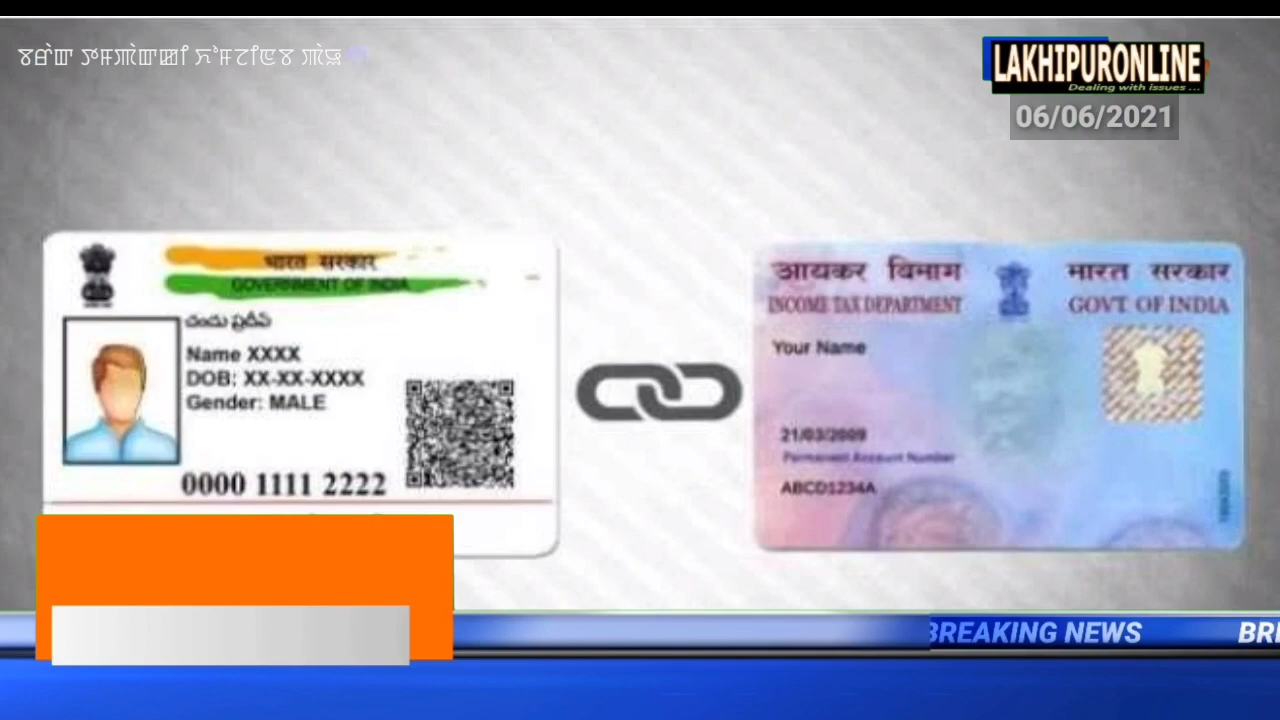 LAKHIPURONLINE
Dealing with issues ...
06/06/2021
भारत सरकार
GOVERNMENT OF INDIA
చందు ప్రదీప్
Name XXXX
DOB: XX-XX-XXXX
Gender: MALE
0000 1111 2222
आयकर विभाग
भारत सरकार
INCOME TAX DEPARTMENT
GOVT. OF INDIA
Your Name
21/03/2009
Permanent Account Number
ABCD1234A
BREAKING NEWS